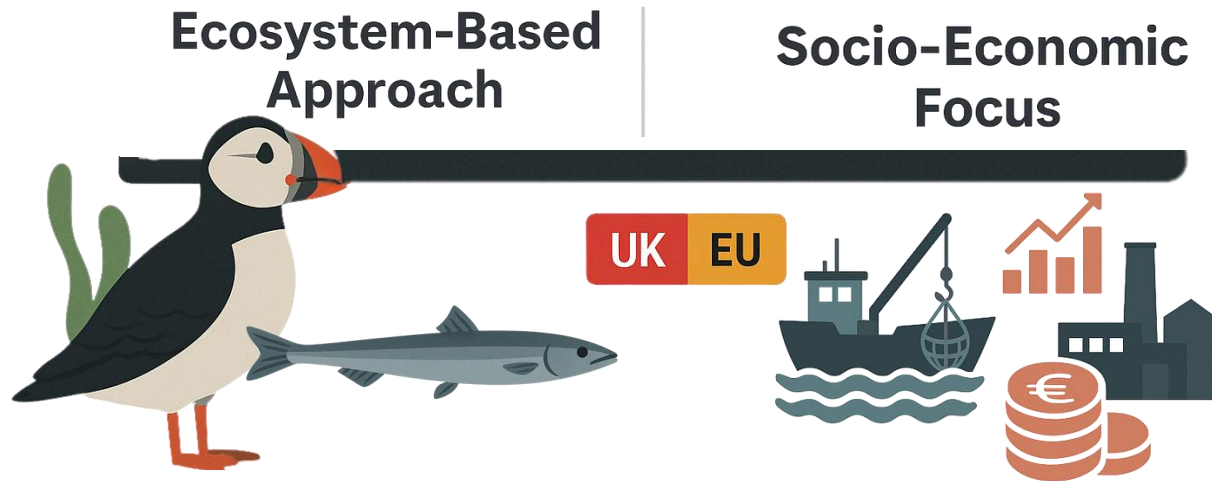 Ecosystem-Based
Approach
Socio-Economic
Focus
UK EU
€